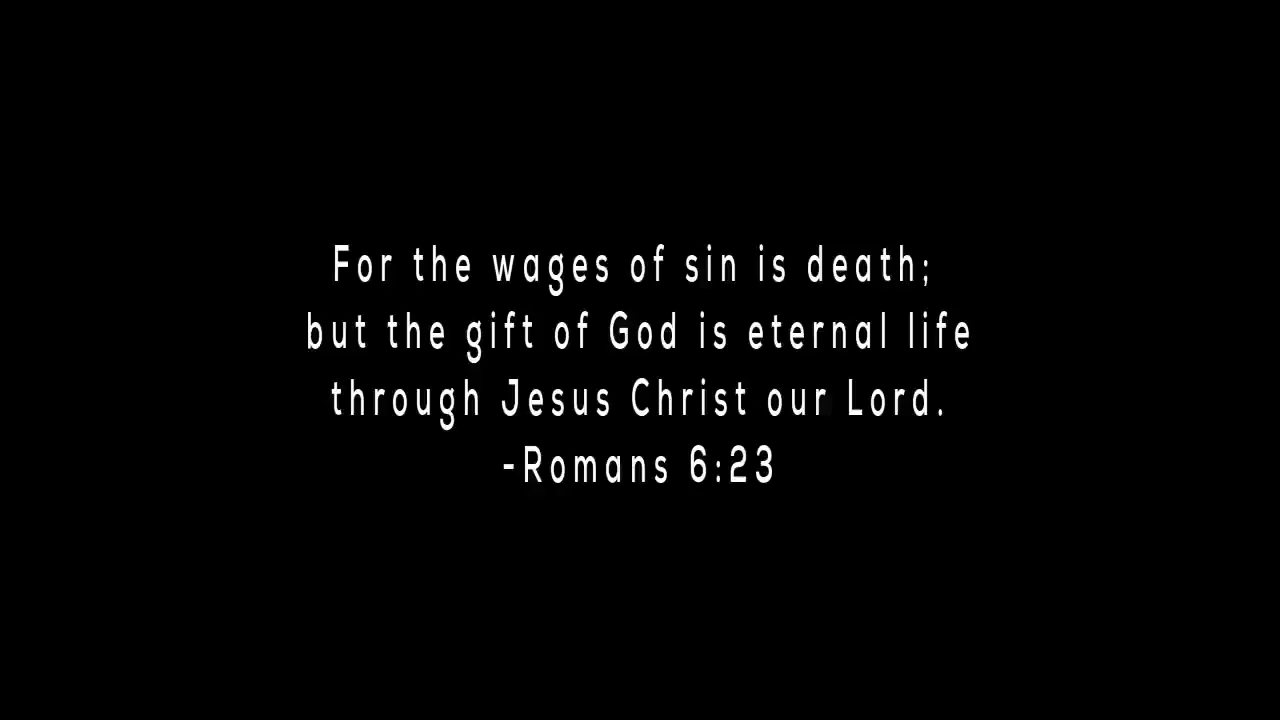 For the wages of sin is death;
but the gift of God is eternal life
through Jesus Christ our Lord.
-Romans 6:23